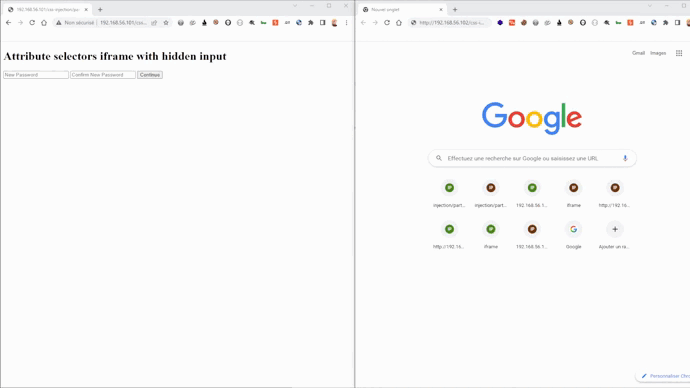 192.168.56.101/css-injection/pa
Nouvel onglet
Non sécurisé
192.168.56.101/css-
http://192.168.56.102/css-i
Gmail Images
Attribute selectors iframe with hidden input
New Password Confirm New Password Continue
Google
Effectuez une recherche sur Google ou saisissez une URL
injection/part... injection/part... 192.168.56.1... iframe http://192.16...
http://192.16... iframe 192.168.56.1... Google Ajouter un ra...
Personnaliser Chro